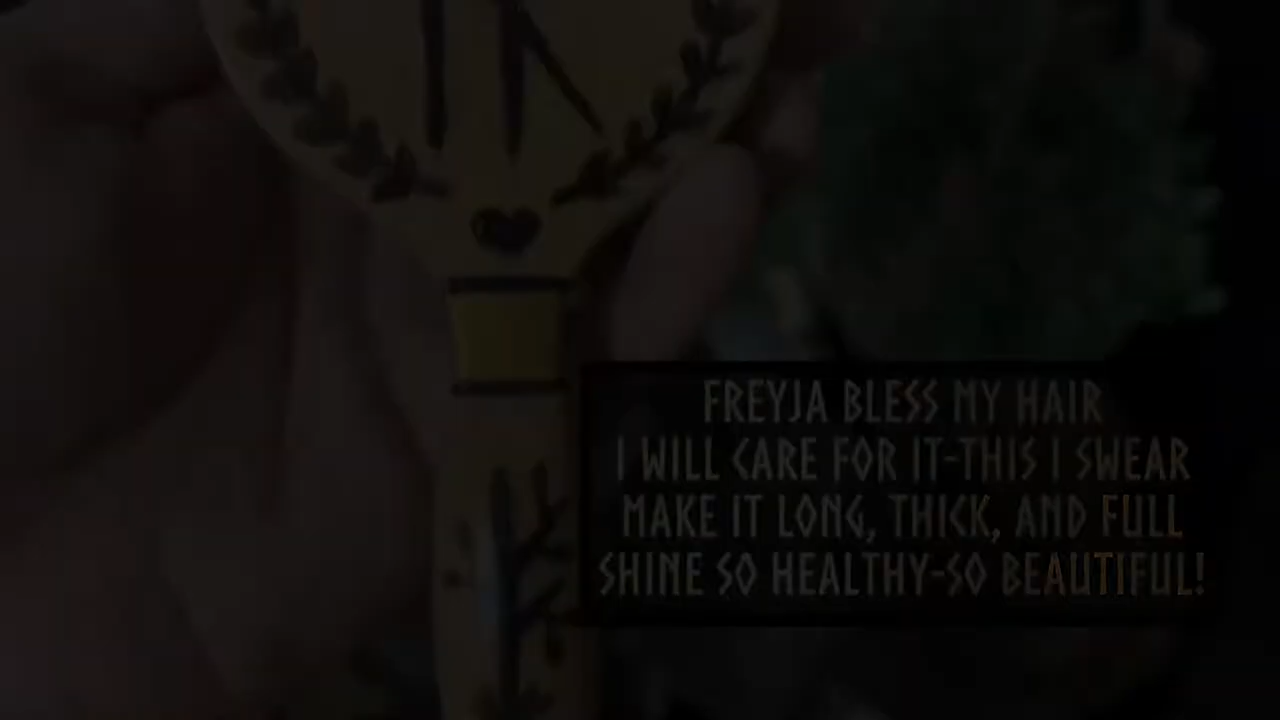 FREYJA BLESS MY HAIR
I WILL CARE FOR IT-THIS I SWEAR
MAKE IT LONG, THICK, AND FULL
SHINE SO HEALTHY-SO BEAUTIFUL!